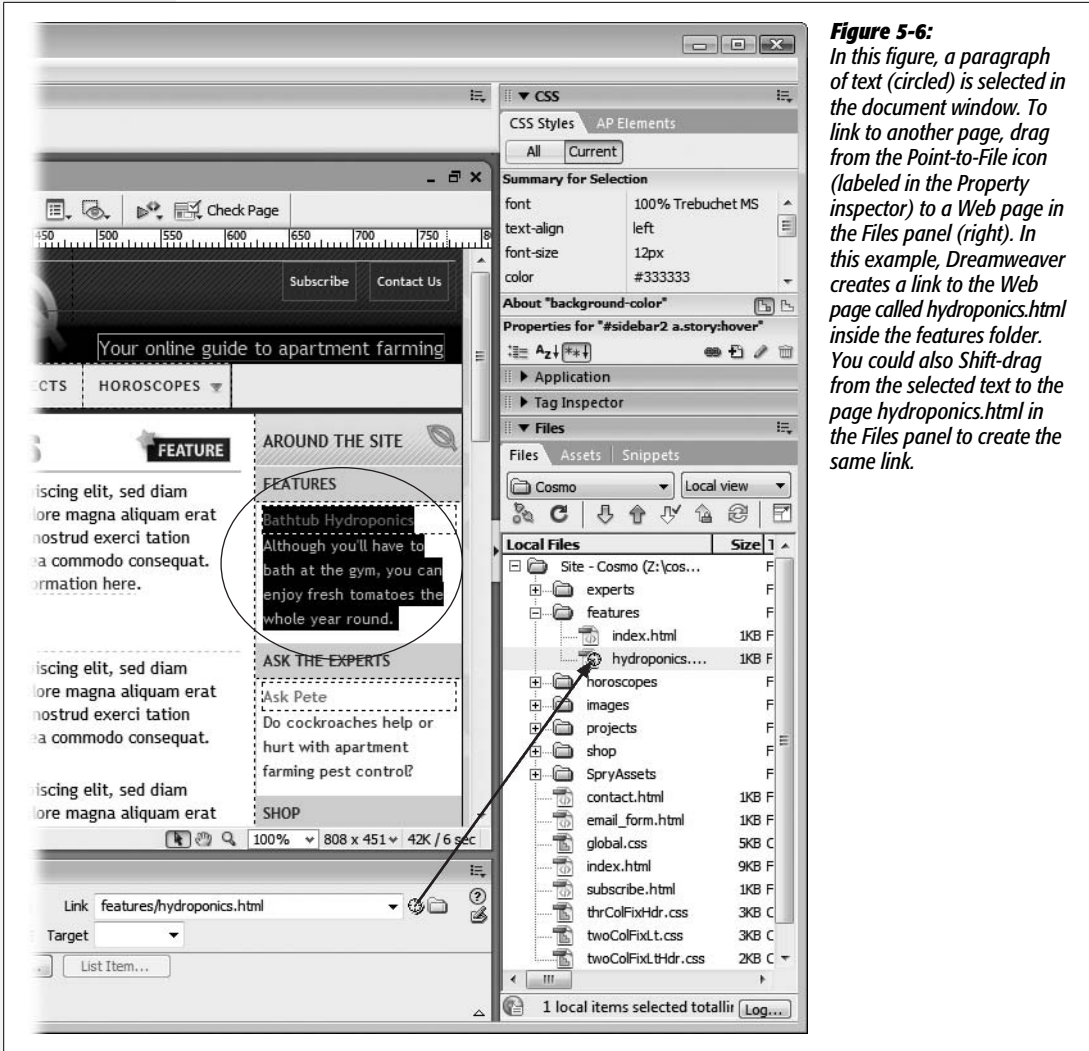 Figure 5-6:
In this figure, a paragraph
of text (circled) is selected in
the document window. To
link to another page, drag
from the Point-to-File icon
(labeled in the Property
inspector) to a Web page in
the Files panel (right). In
this example, Dreamweaver
creates a link to the Web
page called hydroponics.html
inside the features folder.
You could also Shift-drag
from the selected text to the
page hydroponics.html in
the Files panel to create the
same link.
Check Page
450 500 550 600 650 700 750
Subscribe Contact Us
Your online guide to apartment farming
ECTS HOROSCOPES
FEATURE
iscing elit, sed diam
lore magna aliquam erat
nostrud exerci tation
ea commodo consequat.
ormation here.
iscing elit, sed diam
lore magna aliquam erat
nostrud exerci tation
ea commodo consequat.
iscing elit, sed diam
lore magna aliquam erat
AROUND THE SITE
FEATURES
Bathtub Hydroponics
Although you'll have to
bath at the gym, you can
enjoy fresh tomatoes the
whole year round.
ASK THE EXPERTS
Ask Pete
Do cockroaches help or
hurt with apartment
farming pest control?
SHOP
100% 808 x 451 42K / 6 sec
Link features/hydroponics.html
Target
List Item...
CSS
CSS Styles AP Elements
All Current
Summary for Selection
font 100% Trebuchet MS
text-align left
font-size 12px
color #333333
About "background-color"
Properties for "#sidebar2 a.story:hover"
Application
Tag Inspector
Files
Files Assets Snippets
Cosmo Local view
Local Files Size T
Site - Cosmo (Z:\cos... F
experts F
features F
index.html 1KB F
hydroponics.... 1KB F
horoscopes F
images F
projects F
shop F
SpryAssets F
contact.html 1KB F
email_form.html 1KB F
global.css 5KB C
index.html 9KB F
subscribe.html 1KB F
thrColFixHdr.css 3KB C
twoColFixLt.css 3KB C
twoColFixLtHdr.css 2KB C
1 local items selected totallin Log...